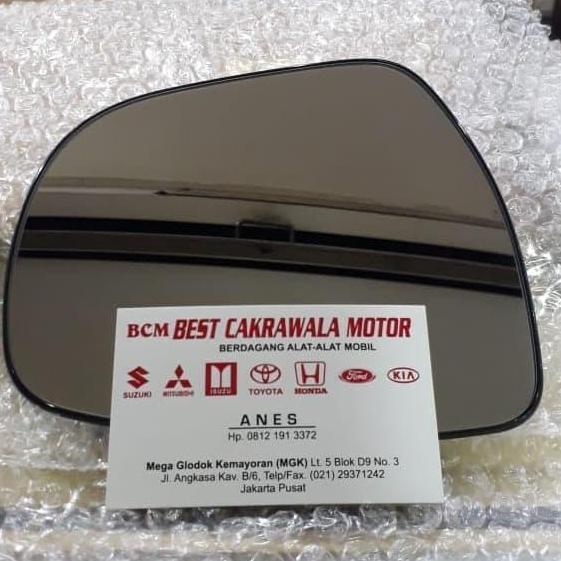 BCM BEST CAKRAWALA MOTOR
BERDAGANG ALAT-ALAT MOBIL
SUZUKI MITSUBISHI ISUZU TOYOTA HONDA Ford KIA
ANES
Hp. 0812 191 3372
Mega Glodok Kemayoran (MGK) Lt. 5 Blok D9 No. 3
Jl. Angkasa Kav. B/6, Telp/Fax. (021) 29371242
Jakarta Pusat